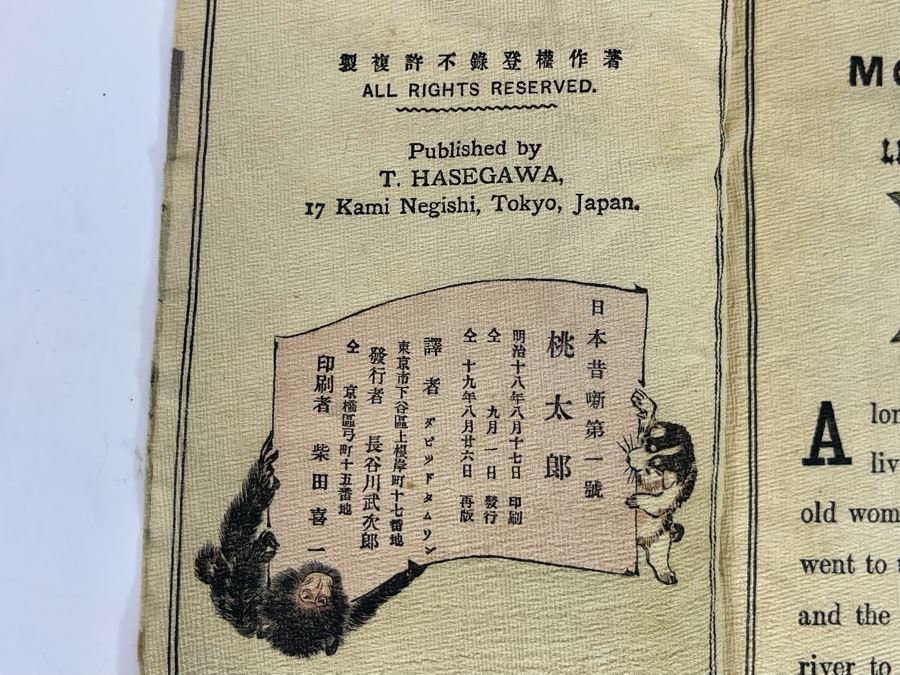 製複許不錄登權作著
ALL RIGHTS RESERVED.
Published by
T. HASEGAWA,
17 Kami Negishi, Tokyo, Japan.
日本昔噺第一號
桃太郎
明治十八年八月十七日 印刷
仝 九月一日 發行
仝 十九年八月廿六日 再版
譯者 ダビツドタムソン
東京市下谷區上根岸町十七番地
發行者 長谷川武次郎
仝 京橋區弓町十五番地
印刷者 柴田喜一
A
old
went to
and the
river to